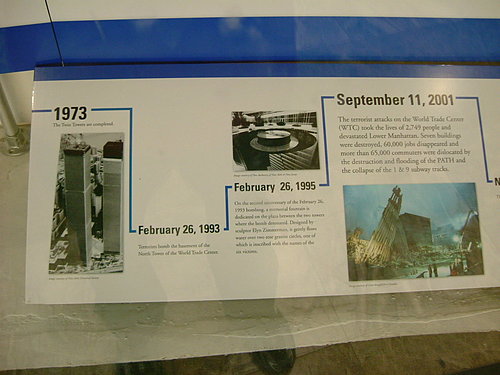 1973
The Twin Towers are completed.
February 26, 1993
Terrorists bomb the basement of the
North Tower of the World Trade Center.
February 26, 1995
On the second anniversary of the February 26,
1993 bombing, a memorial fountain is
dedicated on the plaza between the two towers
where the bomb detonated. Designed by
sculptor Elyn Zimmerman, it gently flows
water over two-tone granite circles, one of
which is inscribed with the names of the
six victims.
September 11, 2001
The terrorist attacks on the World Trade Center
(WTC) took the lives of 2,749 people and
devastated Lower Manhattan. Seven buildings
were destroyed, 60,000 jobs disappeared and
more than 65,000 commuters were dislocated by
the destruction and flooding of the PATH and
the collapse of the 1 & 9 subway tracks.
N